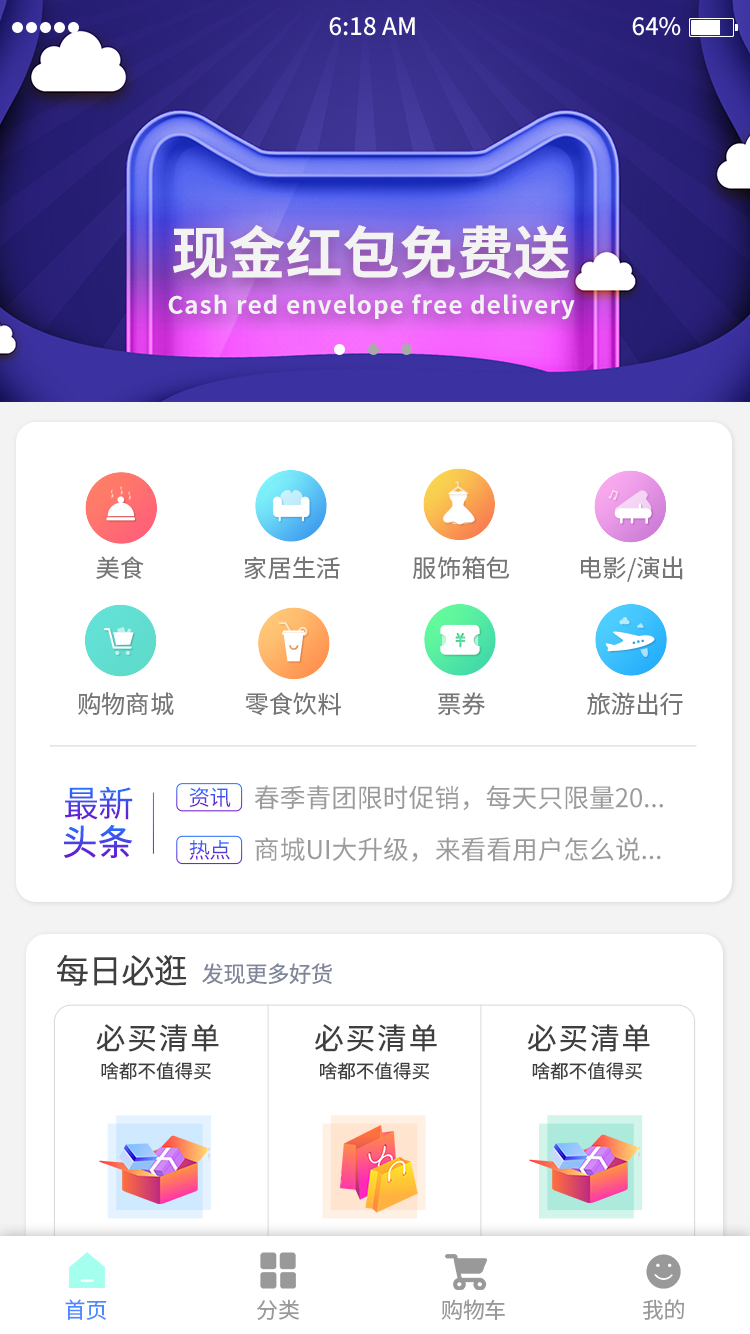 6:18 AM
64%
现金红包免费送
Cash red envelope free delivery
美食
家居生活
服饰箱包
电影/演出
¥
购物商城
零食饮料
票券
旅游出行
最新
头条
资讯 春季青团限时促销，每天只限量20...
热点 商城UI大升级，来看看用户怎么说...
每日必逛 发现更多好货
必买清单
啥都不值得买
必买清单
啥都不值得买
必买清单
啥都不值得买
首页
分类
购物车
我的